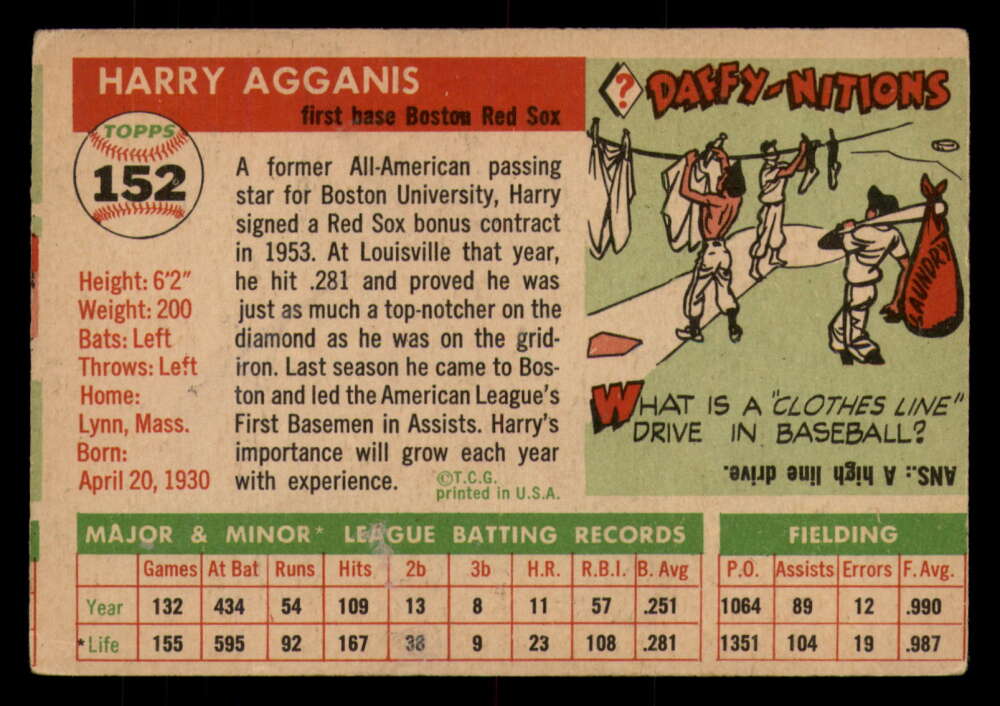 HARRY AGGANIS
first base Boston Red Sox
TOPPS
152
Height: 6'2"
Weight: 200
Bats: Left
Throws: Left
Home:
Lynn, Mass.
Born:
April 20, 1930
A former All-American passing
star for Boston University, Harry
signed a Red Sox bonus contract
in 1953. At Louisville that year,
he hit .281 and proved he was
just as much a top-notcher on the
diamond as he was on the grid-
iron. Last season he came to Bos-
ton and led the American League's
First Basemen in Assists. Harry's
importance will grow each year
with experience.
©T.C.G.
printed in U.S.A.
? DAFFY-NITIONS
LAUNDRY
WHAT IS A "CLOTHES LINE"
DRIVE IN BASEBALL?
ANS.: A high line drive.
MAJOR & MINOR* LEAGUE BATTING RECORDS FIELDING
Games At Bat Runs Hits 2b 3b H.R. R.B.I. B. Avg P.O. Assists Errors F. Avg.
Year 132 434 54 109 13 8 11 57 .251 1064 89 12 .990
*Life 155 595 92 167 38 9 23 108 .281 1351 104 19 .987